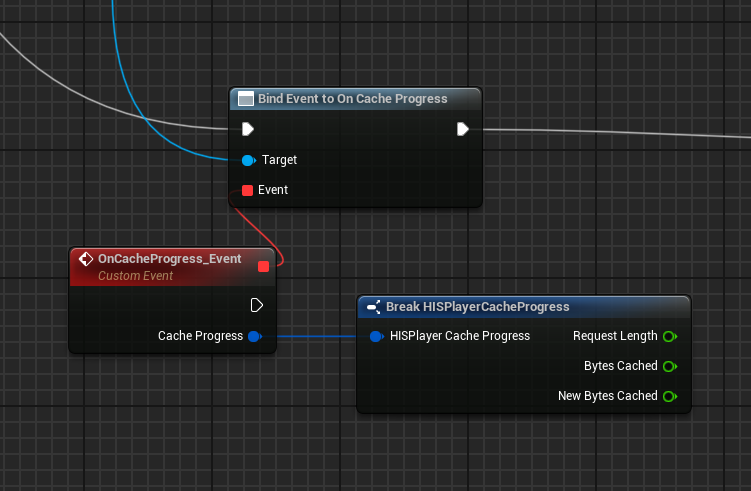 Bind Event to On Cache Progress
Target
Event
OnCacheProgress_Event
Custom Event
Cache Progress
Break HISPlayerCacheProgress
HISPlayer Cache Progress Request Length
Bytes Cached
New Bytes Cached